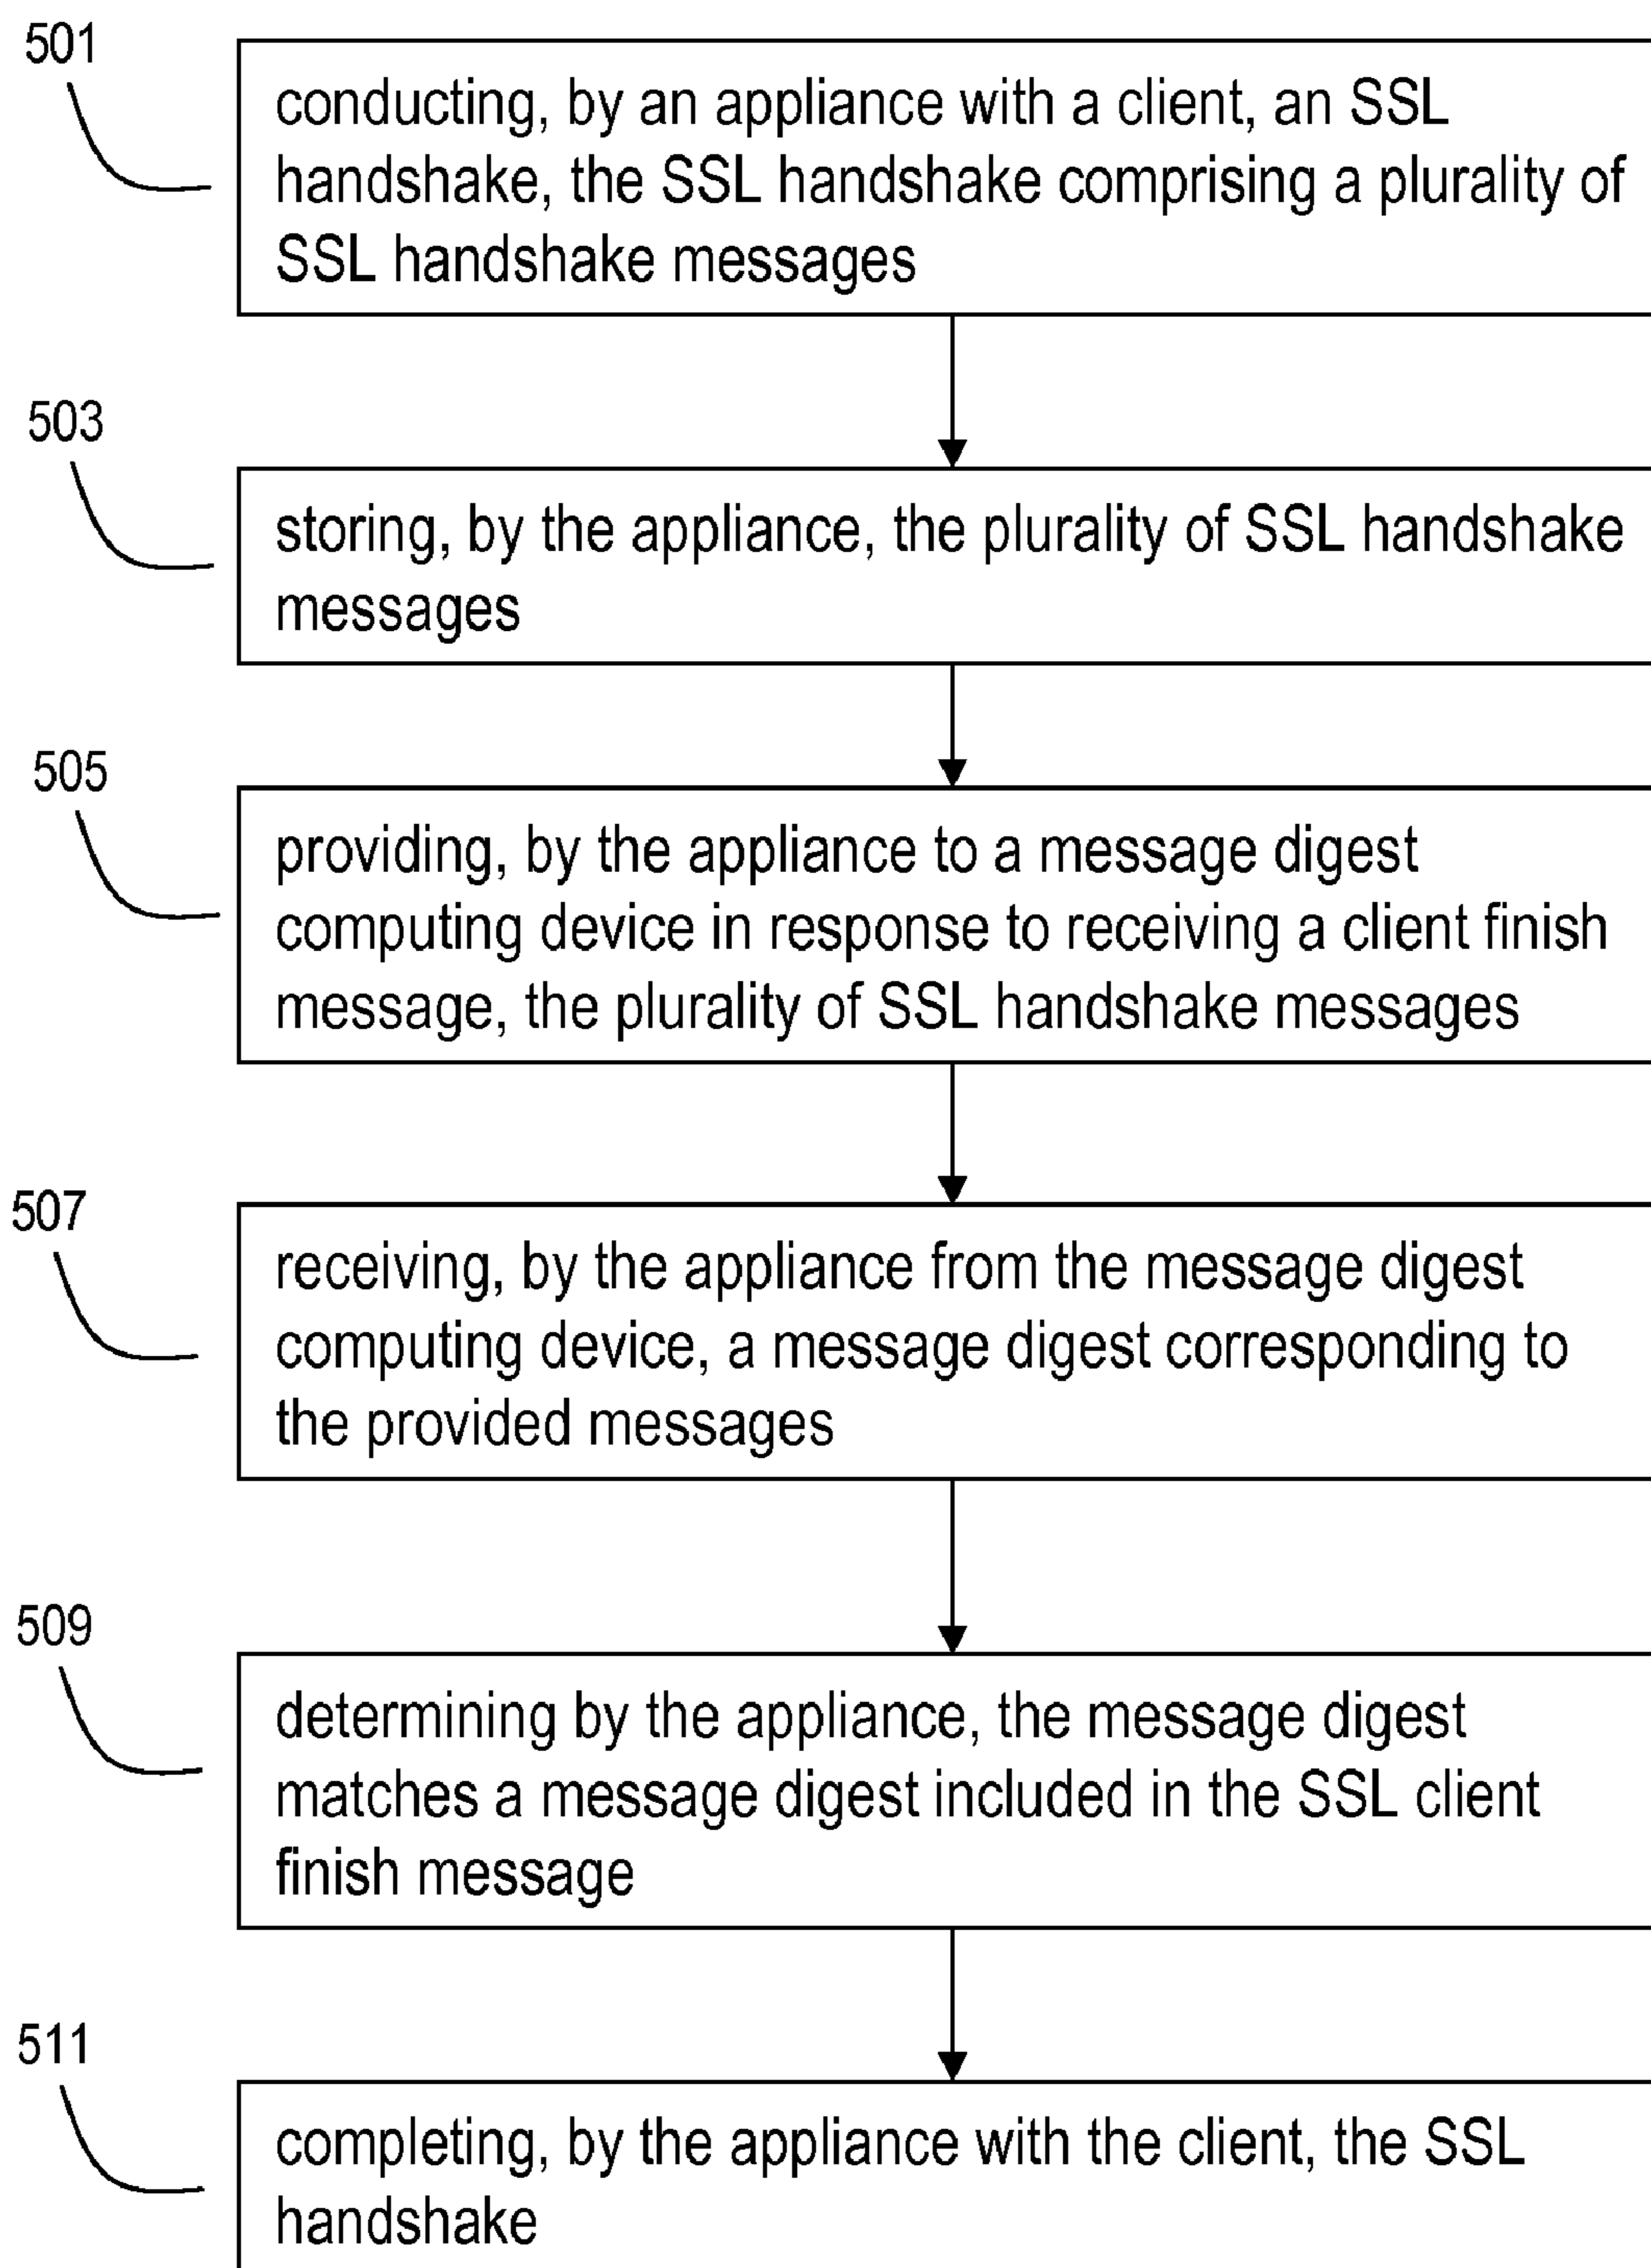 501
conducting, by an appliance with a client, an SSL
handshake, the SSL handshake comprising a plurality of
SSL handshake messages
503
storing, by the appliance, the plurality of SSL handshake
messages
505
providing, by the appliance to a message digest
computing device in response to receiving a client finish
message, the plurality of SSL handshake messages
507
receiving, by the appliance from the message digest
computing device, a message digest corresponding to
the provided messages
509
determining by the appliance, the message digest
matches a message digest included in the SSL client
finish message
511
completing, by the appliance with the client, the SSL
handshake